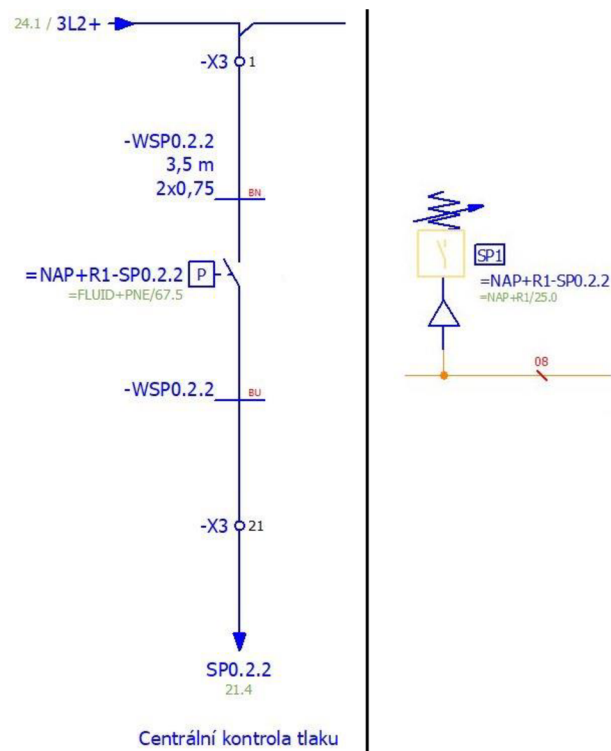 24.1 / 3L2+
-X3 1
-WSP0.2.2
3,5 m
2x0,75
BN
=NAP+R1-SP0.2.2 P
=FLUID+PNE/67.5
-WSP0.2.2 BU
-X3 21
SP0.2.2
21.4
Centrální kontrola tlaku
SP1
=NAP+R1-SP0.2.2
=NAP+R1/25.0
08